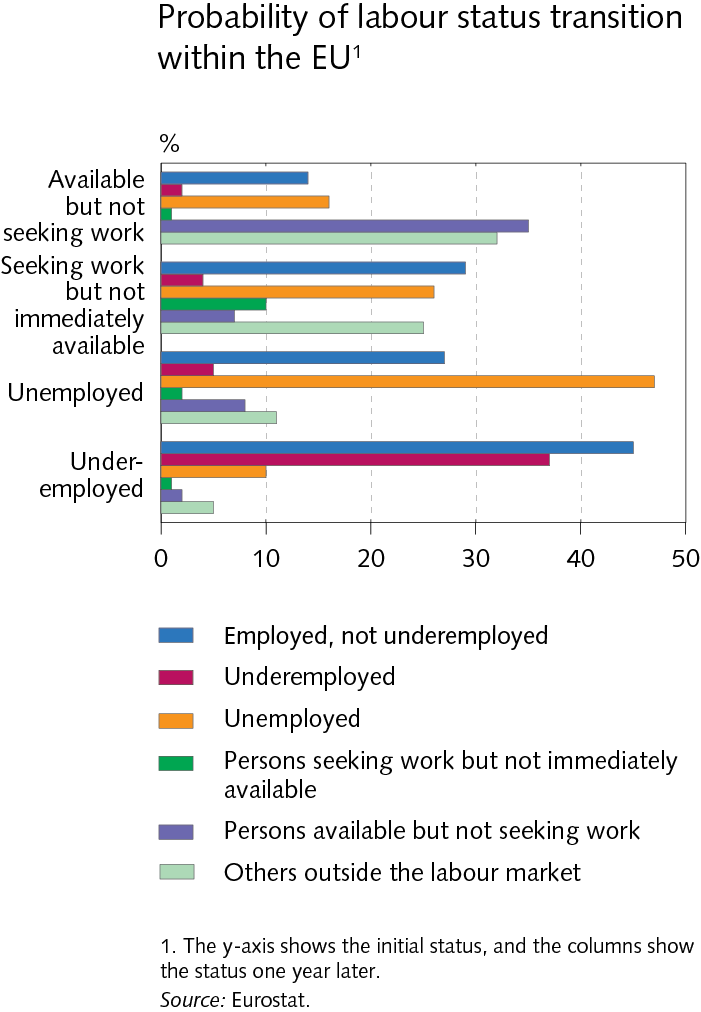 Probability of labour status transition
within the EU¹
%
Available
but not
seeking work
Seeking work
but not
immediately
available
Unemployed
Under-
employed
0 10 20 30 40 50
Employed, not underemployed
Underemployed
Unemployed
Persons seeking work but not immediately
available
Persons available but not seeking work
Others outside the labour market
1. The y-axis shows the initial status, and the columns show
the status one year later.
Source: Eurostat.